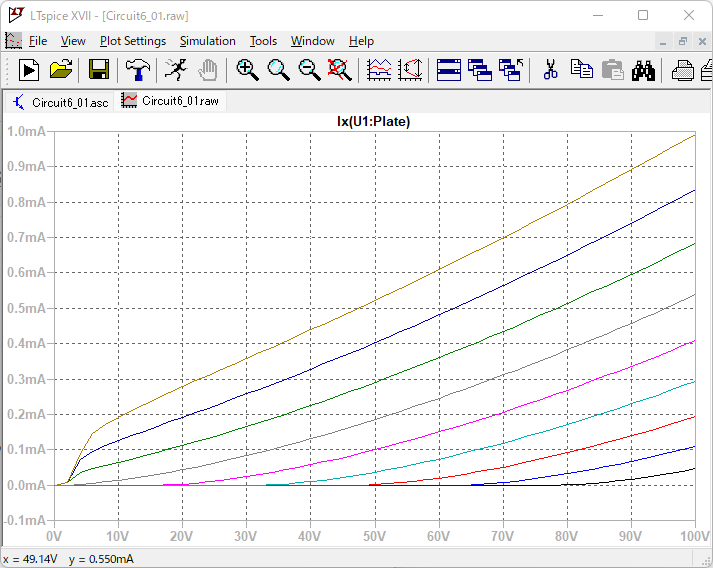 LTspice XVII - [Circuit6_01.raw]
File View Plot Settings Simulation Tools Window Help
Circuit6_01.asc Circuit6_01.raw
Ix(U1:Plate)
1.0mA
0.9mA
0.8mA
0.7mA
0.6mA
0.5mA
0.4mA
0.3mA
0.2mA
0.1mA
0.0mA
-0.1mA
0V 10V 20V 30V 40V 50V 60V 70V 80V 90V 100V
x = 49.14V y = 0.550mA